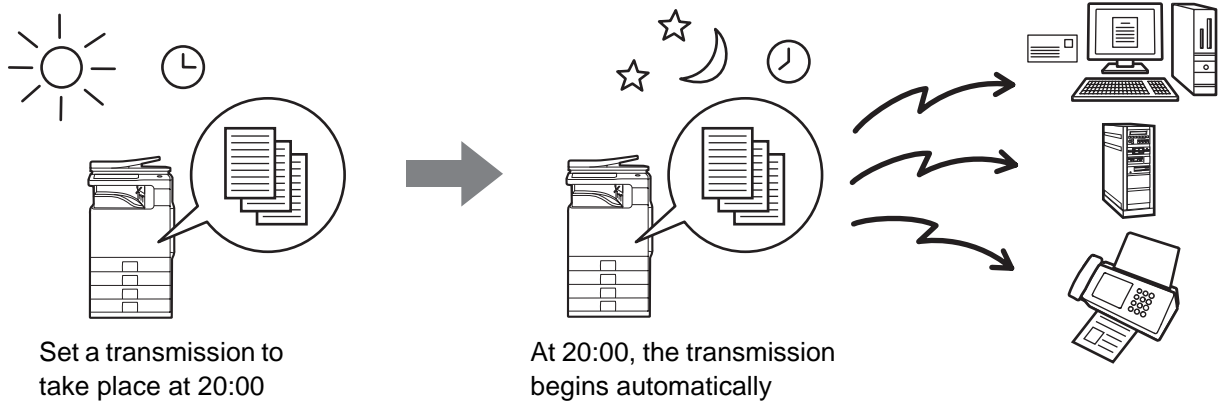 Set a transmission to
take place at 20:00
At 20:00, the transmission
begins automatically